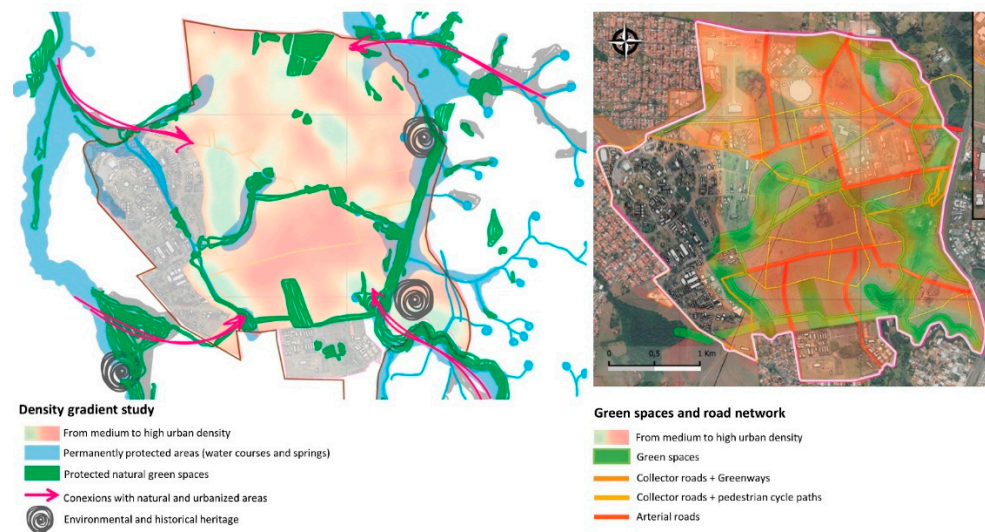 0
0,5
1 Km
Density gradient study
From medium to high urban density
Permanently protected areas (water courses and springs)
Protected natural green spaces
Conexions with natural and urbanized areas
Environmental and historical heritage
Green spaces and road network
From medium to high urban density
Green spaces
Collector roads + Greenways
Collector roads + pedestrian cycle paths
Arterial roads